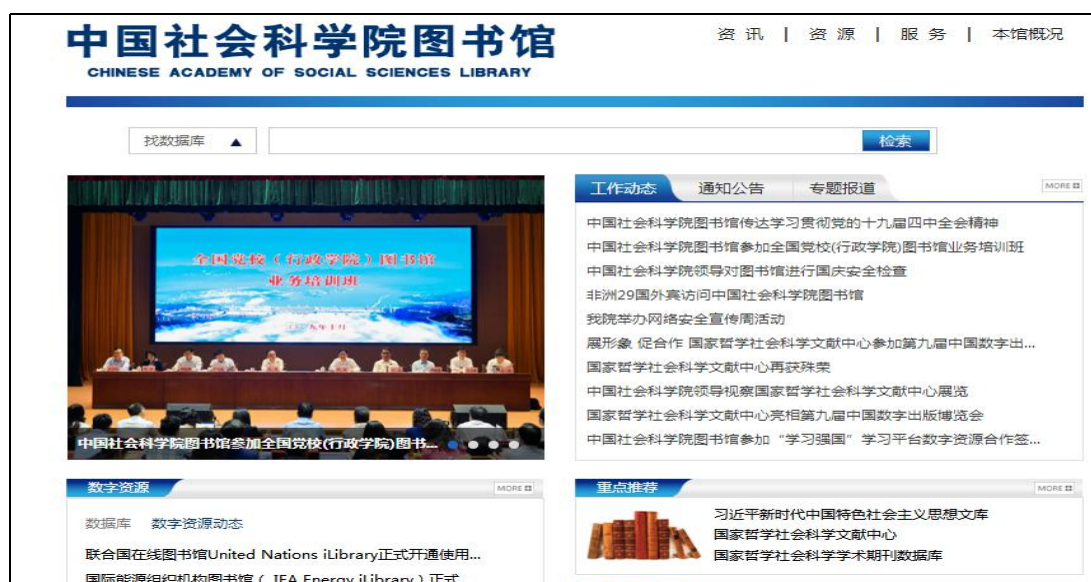 中国社会科学院图书馆
CHINESE ACADEMY OF SOCIAL SCIENCES LIBRARY
资 讯 | 资 源 | 服 务 | 本馆概况
找数据库 ▲
检索
全国党校（行政学院）图书馆
业务培训班
中国社会科学院图书馆参加全国党校(行政学院)图书...
工作动态 通知公告 专题报道 MORE
中国社会科学院图书馆传达学习贯彻党的十九届四中全会精神
中国社会科学院图书馆参加全国党校(行政学院)图书馆业务培训班
中国社会科学院领导对图书馆进行国庆安全检查
非洲29国外宾访问中国社会科学院图书馆
我院举办网络安全宣传周活动
展形象 促合作 国家哲学社会科学文献中心参加第九届中国数字出...
国家哲学社会科学文献中心再获殊荣
中国社会科学院领导视察国家哲学社会科学文献中心展览
国家哲学社会科学文献中心亮相第九届中国数字出版博览会
中国社会科学院图书馆参加“学习强国”学习平台数字资源合作签...
数字资源 MORE
数据库 数字资源动态
联合国在线图书馆United Nations iLibrary正式开通使用...
国际能源组织机构图书馆（ IEA Energy iLibrary ）正式
重点推荐 MORE
习近平新时代中国特色社会主义思想文库
国家哲学社会科学文献中心
国家哲学社会科学学术期刊数据库